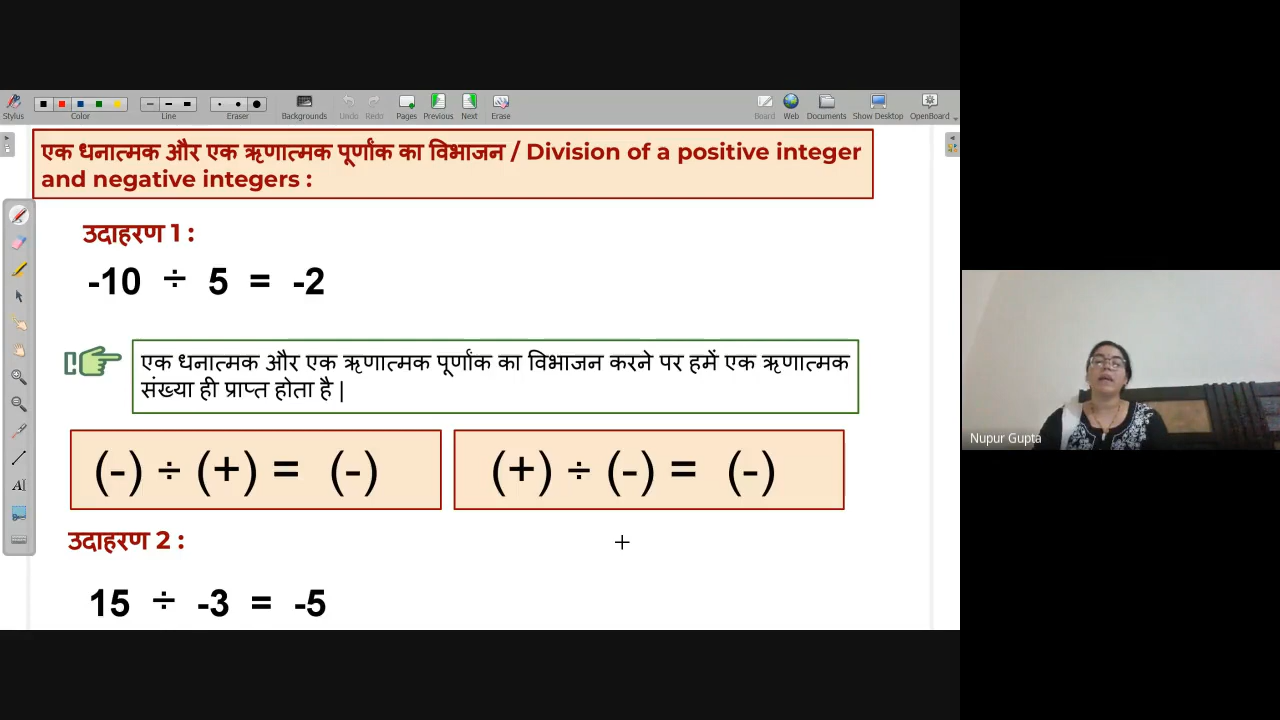 Stylus Color Line Eraser Backgrounds Undo Redo Pages Previous Next Erase Board Web Documents Show Desktop OpenBoard
एक धनात्मक और एक ऋणात्मक पूर्णांक का विभाजन / Division of a positive integer
and negative integers :
उदाहरण 1 :
-10 ÷ 5 = -2
एक धनात्मक और एक ऋणात्मक पूर्णांक का विभाजन करने पर हमें एक ऋणात्मक
संख्या ही प्राप्त होता है |
(-) ÷ (+) = (-)
(+) ÷ (-) = (-)
उदाहरण 2 :
15 ÷ -3 = -5
Nupur Gupta